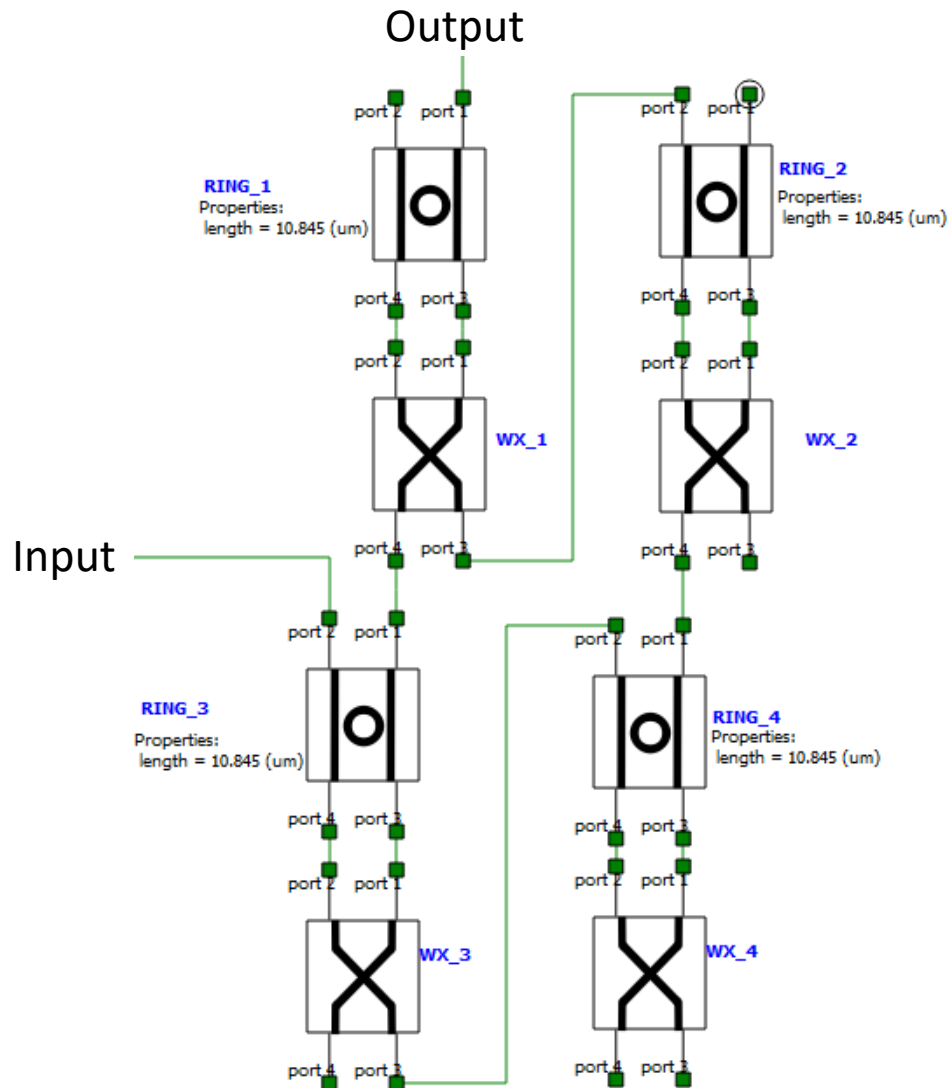 Output
port 2 port 1
port 2 port 1
RING_1
Properties:
length = 10.845 (um)
RING_2
Properties:
length = 10.845 (um)
port 4 port 3
port 4 port 3
port 2 port 1
port 2 port 1
WX_1
WX_2
port 4 port 3
port 4 port 3
Input
port 2 port 1
port 2 port 1
RING_3
Properties:
length = 10.845 (um)
RING_4
Properties:
length = 10.845 (um)
port 4 port 3
port 4 port 3
port 2 port 1
port 2 port 1
WX_3
WX_4
port 4 port 3
port 4 port 3